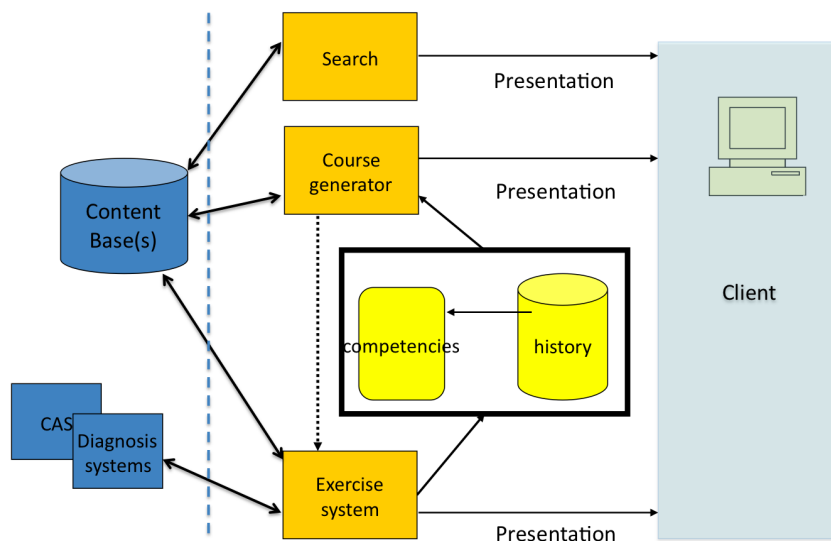 Search
Presentation
Course
generator
Presentation
Content
Base(s)
Client
competencies
history
CAS
Diagnosis
systems
Exercise
system
Presentation